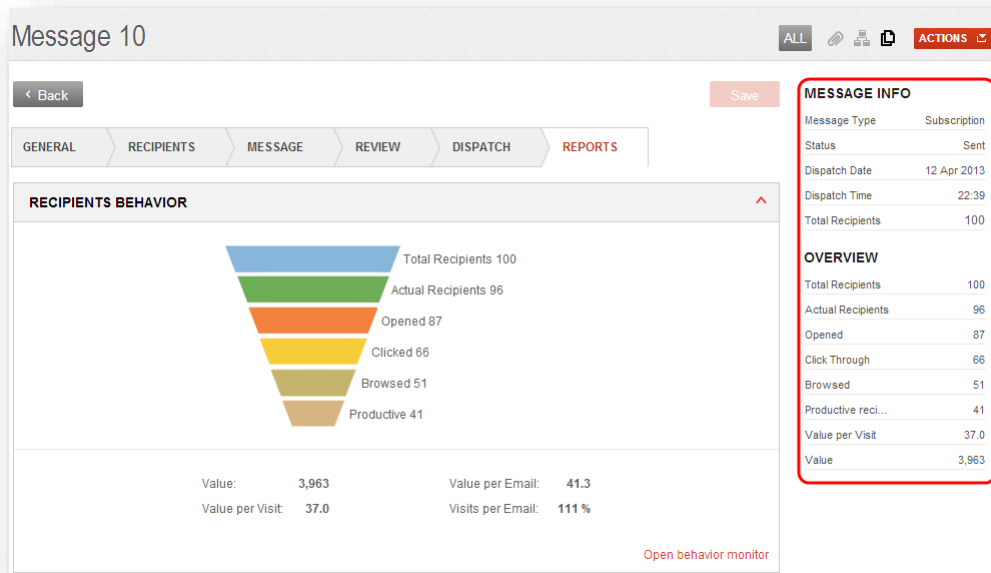 Message 10
ALL
ACTIONS
Back
Save
GENERAL
RECIPIENTS
MESSAGE
REVIEW
DISPATCH
REPORTS
RECIPIENTS BEHAVIOR
Total Recipients 100
Actual Recipients 96
Opened 87
Clicked 66
Browsed 51
Productive 41
Value: 3,963
Value per Email: 41.3
Value per Visit: 37.0
Visits per Email: 111 %
Open behavior monitor
MESSAGE INFO
Message Type Subscription
Status Sent
Dispatch Date 12 Apr 2013
Dispatch Time 22:39
Total Recipients 100
OVERVIEW
Total Recipients 100
Actual Recipients 96
Opened 87
Click Through 66
Browsed 51
Productive reci... 41
Value per Visit 37.0
Value 3,963